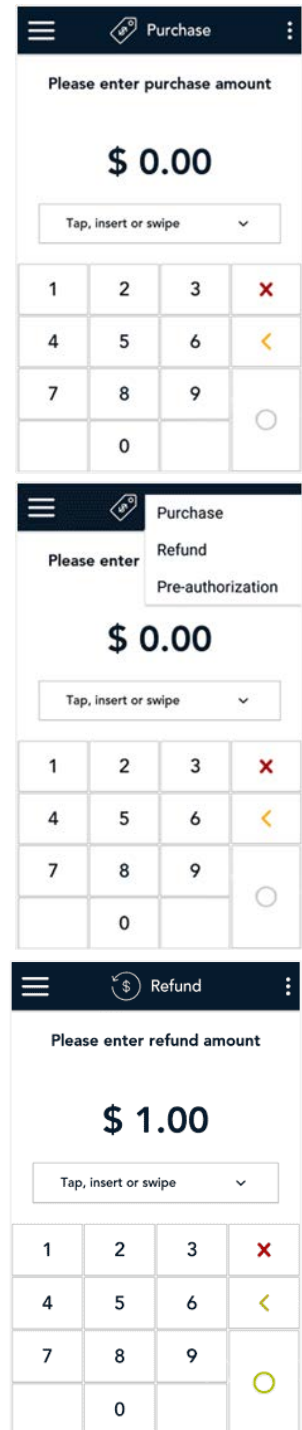 Purchase
Please enter purchase amount
$ 0.00
Tap, insert or swipe
1 2 3
4 5 6
7 8 9
0
Purchase
Please enter
Refund
Pre-authorization
$ 0.00
Tap, insert or swipe
1 2 3
4 5 6
7 8 9
0
Refund
Please enter refund amount
$ 1.00
Tap, insert or swipe
1 2 3
4 5 6
7 8 9
0